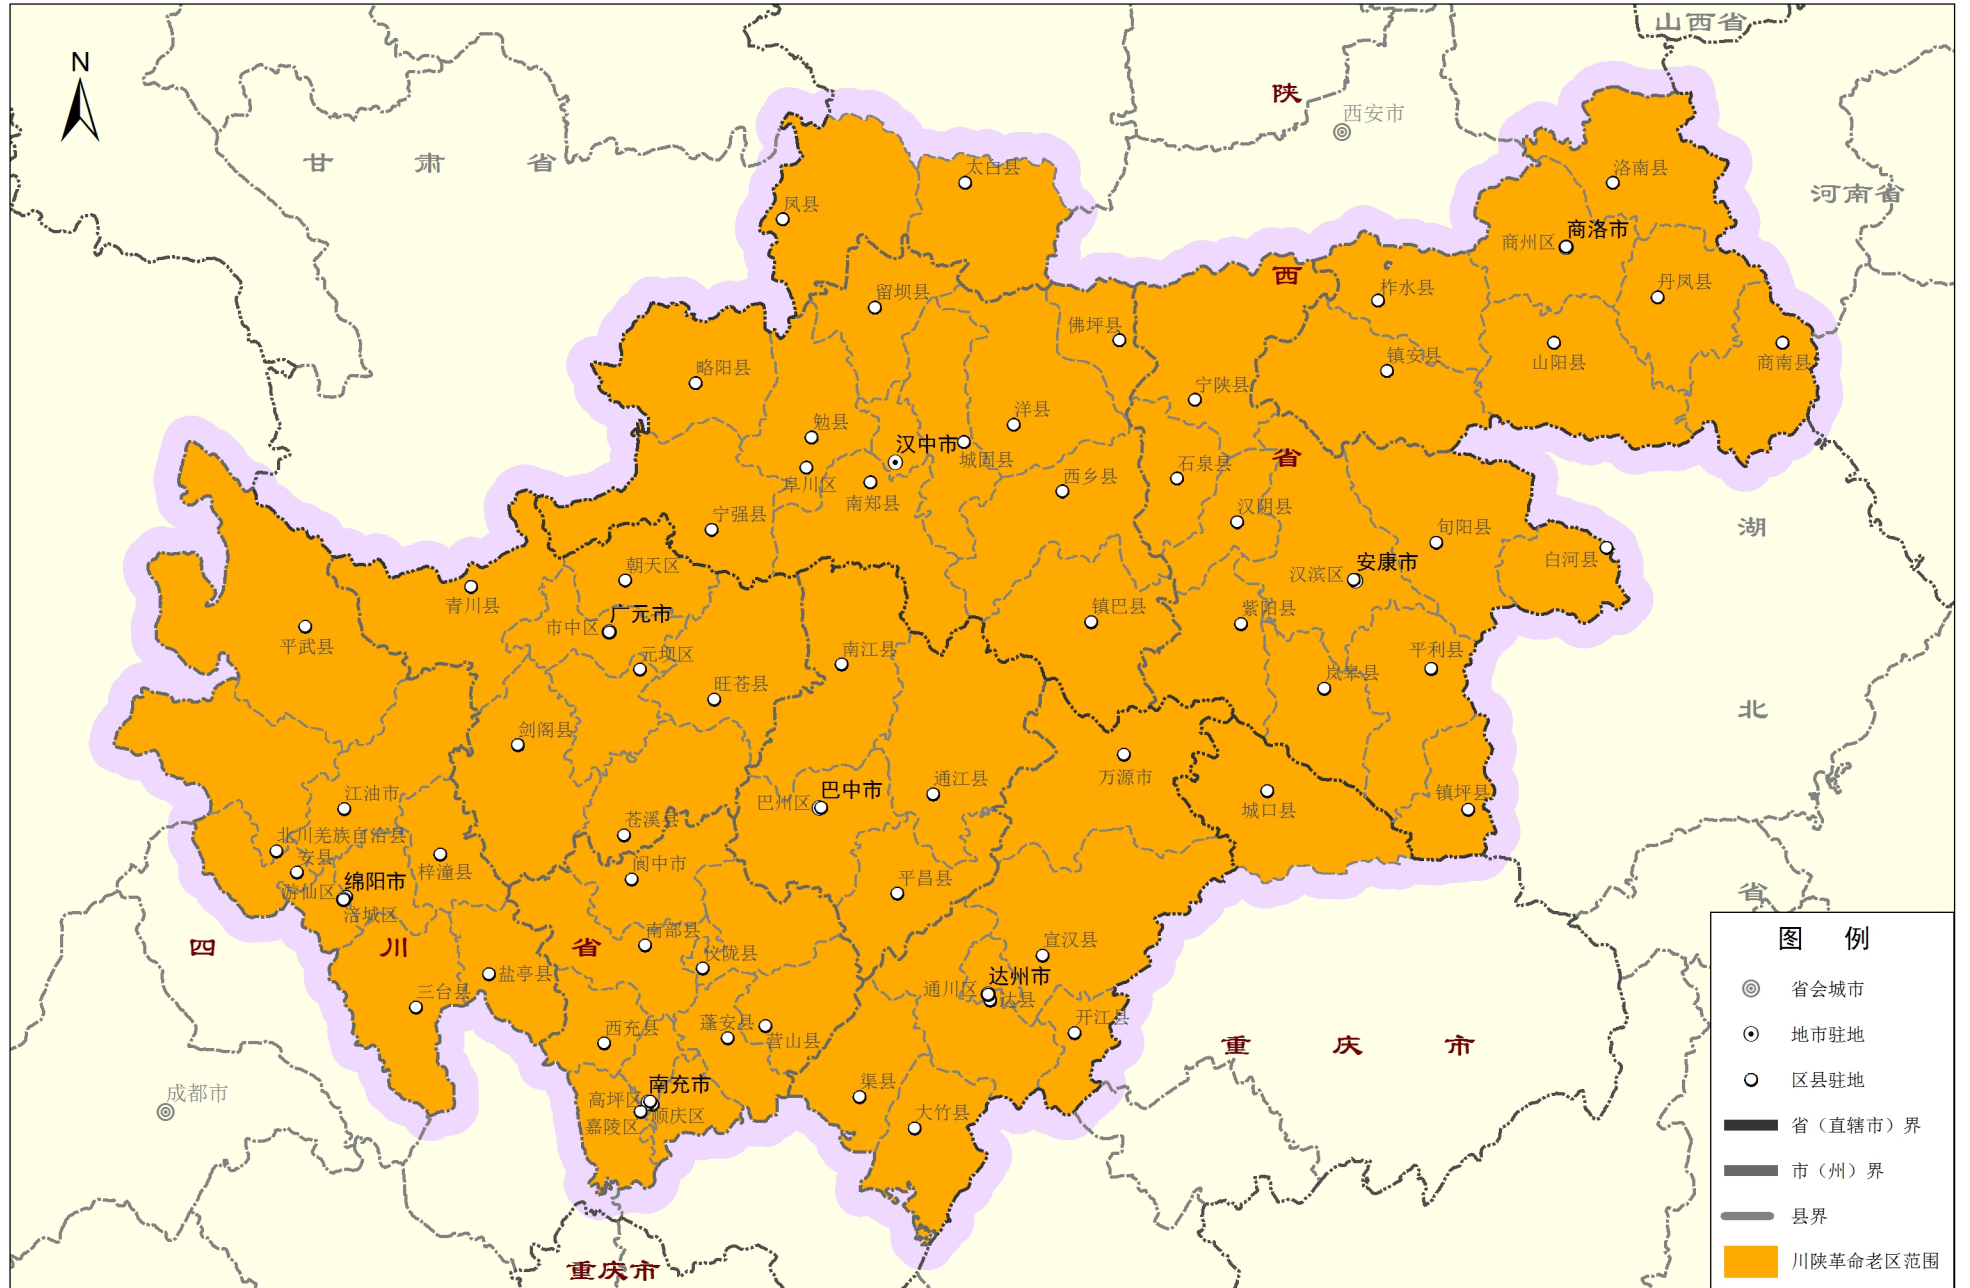 山西省
N
陕
西安市
甘 肃 省
太白县
洛南县
河南省
凤县
商州区
商洛市
西
丹凤县
柞水县
留坝县
佛坪县
镇安县
山阳县
商南县
略阳县
宁陕县
洋县
勉县
汉中市
城固县
省
石泉县
西乡县
阜川区
南郑县
汉阴县
宁强县
湖
旬阳县
白河县
安康市
汉滨区
朝天区
青川县
广元市
市中区
紫阳县
镇巴县
平武县
元坝区
南江县
平利县
岚皋县
旺苍县
北
剑阁县
万源市
通江县
江油市
巴中市
巴州区
城口县
镇坪县
苍溪县
北川羌族自治县
安县
阆中市
梓潼县
平昌县
绵阳市
游仙区
涪城区
省
四 川 省
南部县
仪陇县
宣汉县
盐亭县
达州市
通川区
达县
三台县
西充县
蓬安县
营山县
开江县
重 庆 市
成都市
南充市
高坪区
顺庆区
嘉陵区
渠县
大竹县
重庆市
图 例
省会城市
地市驻地
区县驻地
省（直辖市）界
市（州）界
县界
川陕革命老区范围